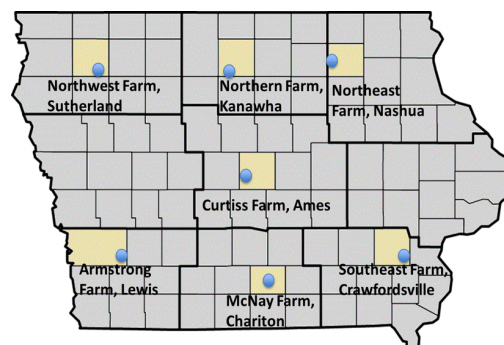 Northwest Farm,
Sutherland
Northern Farm,
Kanawha
Northeast
Farm, Nashua
Curtiss Farm, Ames
Armstrong
Farm, Lewis
McNay Farm,
Chariton
Southeast Farm,
Crawfordsville